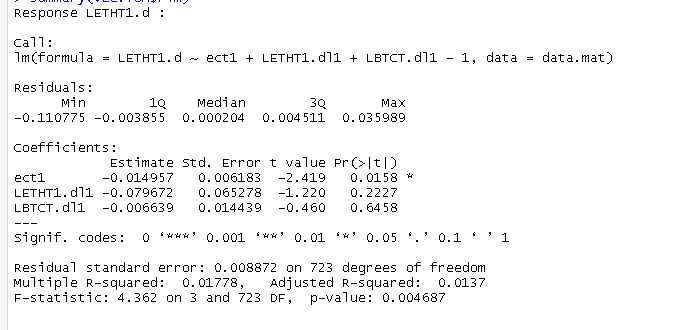 Response LETHT1.d :
Call:
lm(formula = LETHT1.d ~ ect1 + LETHT1.dl1 + LBTCT.dl1 - 1, data = data.mat)
Residuals:
Min 1Q Median 3Q Max
-0.110775 -0.003855 0.000204 0.004511 0.035989
Coefficients:
Estimate Std. Error t value Pr(>|t|)
ect1 -0.014957 0.006183 -2.419 0.0158 *
LETHT1.dl1 -0.079672 0.065278 -1.220 0.2227
LBTCT.dl1 -0.006639 0.014439 -0.460 0.6458
---
Signif. codes: 0 ‘***’ 0.001 ‘**’ 0.01 ‘*’ 0.05 ‘.’ 0.1 ‘ ’ 1
Residual standard error: 0.008872 on 723 degrees of freedom
Multiple R-squared: 0.01778, Adjusted R-squared: 0.0137
F-statistic: 4.362 on 3 and 723 DF, p-value: 0.004687